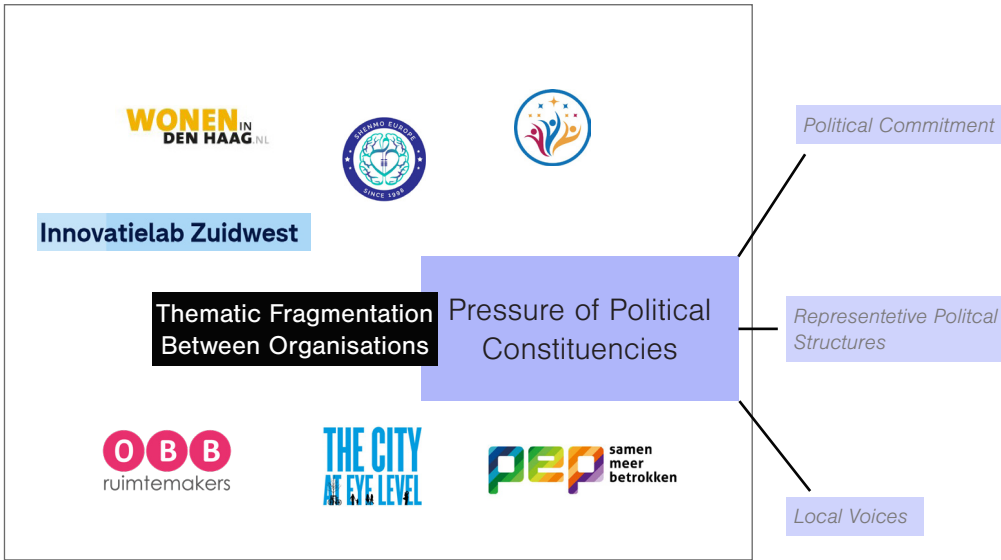 WONEN IN
DEN HAAG.NL
SHENMO EUROPE
SINCE 1996
Innovatielab Zuidwest
Political Commitment
Thematic Fragmentation
Between Organisations
Pressure of Political
Constituencies
Representetive Politcal
Structures
OBB
ruimtemakers
THE CITY
AT EYE LEVEL
pep
samen
meer
betrokken
Local Voices